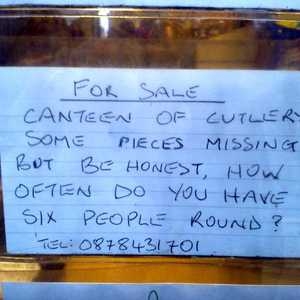 FOR SALE
CANTEEN OF CUTLERY
SOME PIECES MISSING
BUT BE HONEST, HOW
OFTEN DO YOU HAVE
SIX PEOPLE ROUND?
TEL: 0878431701